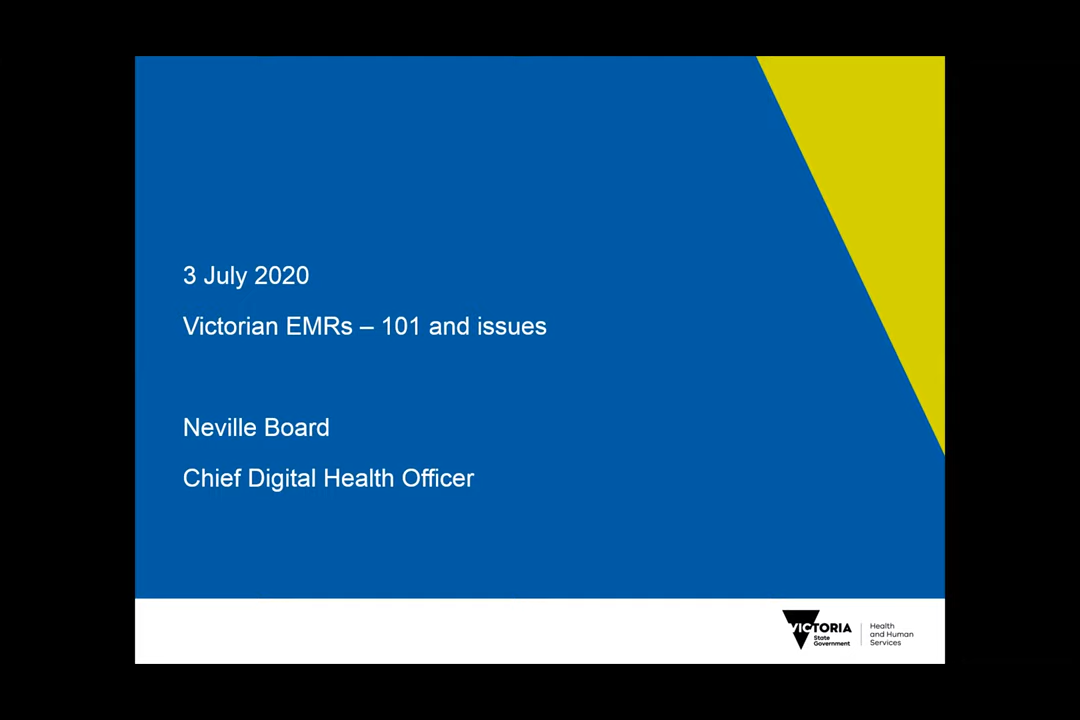 3 July 2020
Victorian EMRs – 101 and issues
Neville Board
Chief Digital Health Officer
VICTORIA
State
Government
Health
and Human
Services